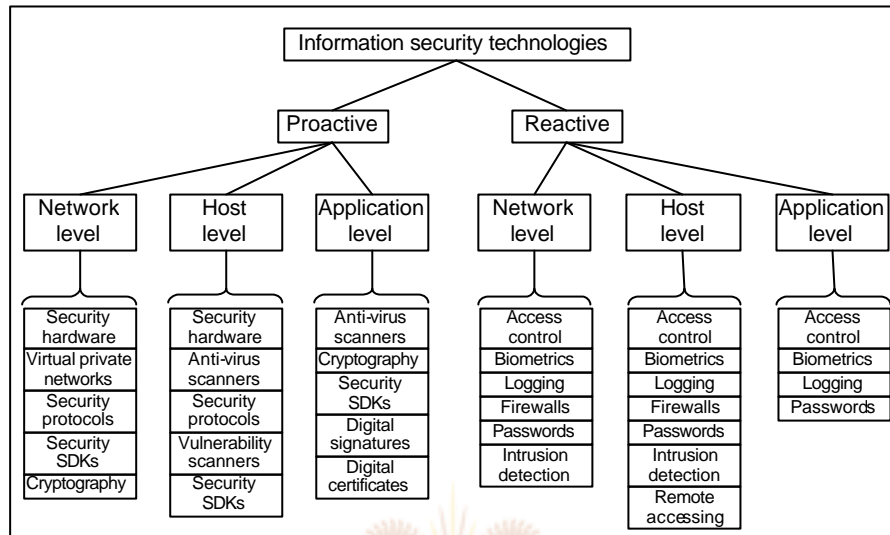 Information security technologies
Proactive
Reactive
Network
level
Host
level
Application
level
Network
level
Host
level
Application
level
Security
hardware
Virtual private
networks
Security
protocols
Security
SDKs
Cryptography
Security
hardware
Anti-virus
scanners
Security
protocols
Vulnerability
scanners
Security
SDKs
Anti-virus
scanners
Cryptography
Security
SDKs
Digital
signatures
Digital
certificates
Access
control
Biometrics
Logging
Firewalls
Passwords
Intrusion
detection
Access
control
Biometrics
Logging
Firewalls
Passwords
Intrusion
detection
Remote
accessing
Access
control
Biometrics
Logging
Passwords